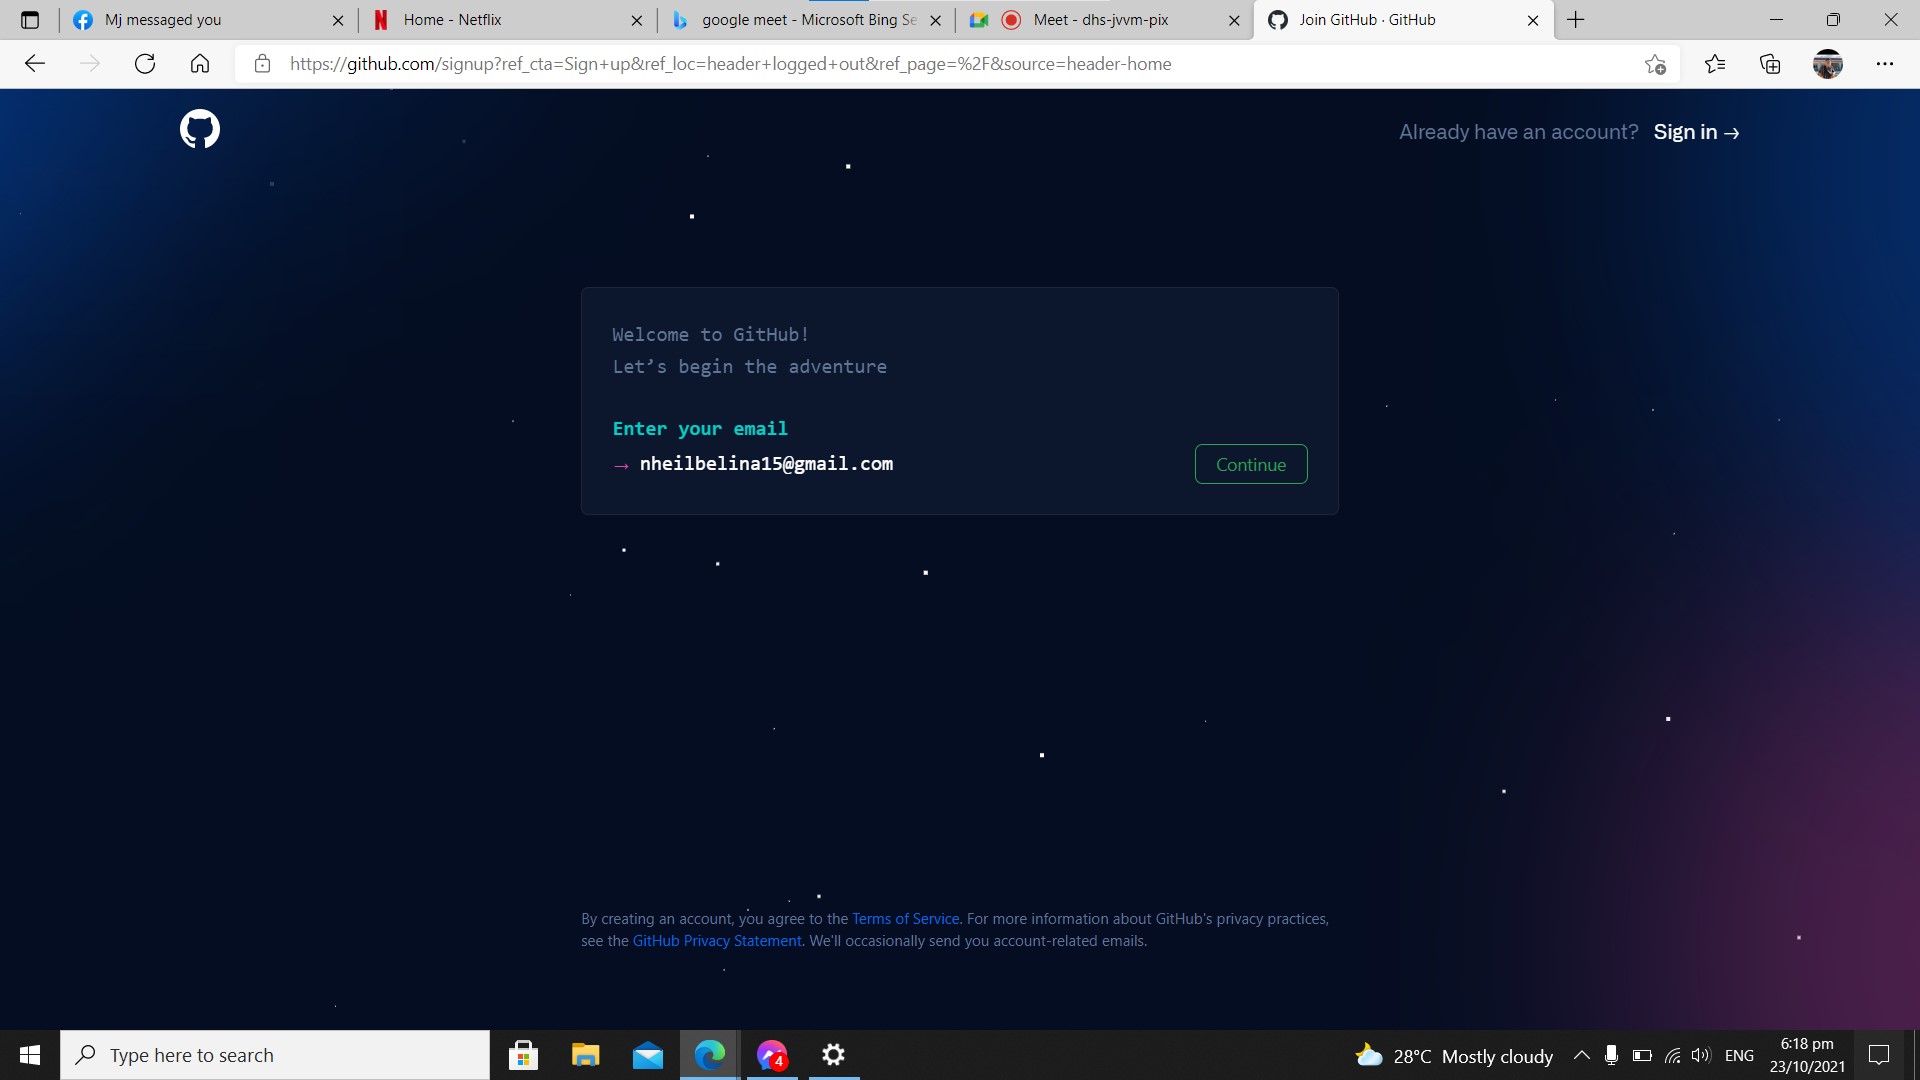 Mj messaged you
Home - Netflix
google meet - Microsoft Bing Se
Meet - dhs-jvvm-pix
Join GitHub · GitHub
https://github.com/signup?ref_cta=Sign+up&ref_loc=header+logged+out&ref_page=%2F&source=header-home
Already have an account? Sign in →
Welcome to GitHub!
Let’s begin the adventure
Enter your email
→ nheilbelina15@gmail.com
Continue
By creating an account, you agree to the Terms of Service. For more information about GitHub's privacy practices,
see the GitHub Privacy Statement. We'll occasionally send you account-related emails.
Type here to search
4
28°C Mostly cloudy
ENG
6:18 pm
23/10/2021